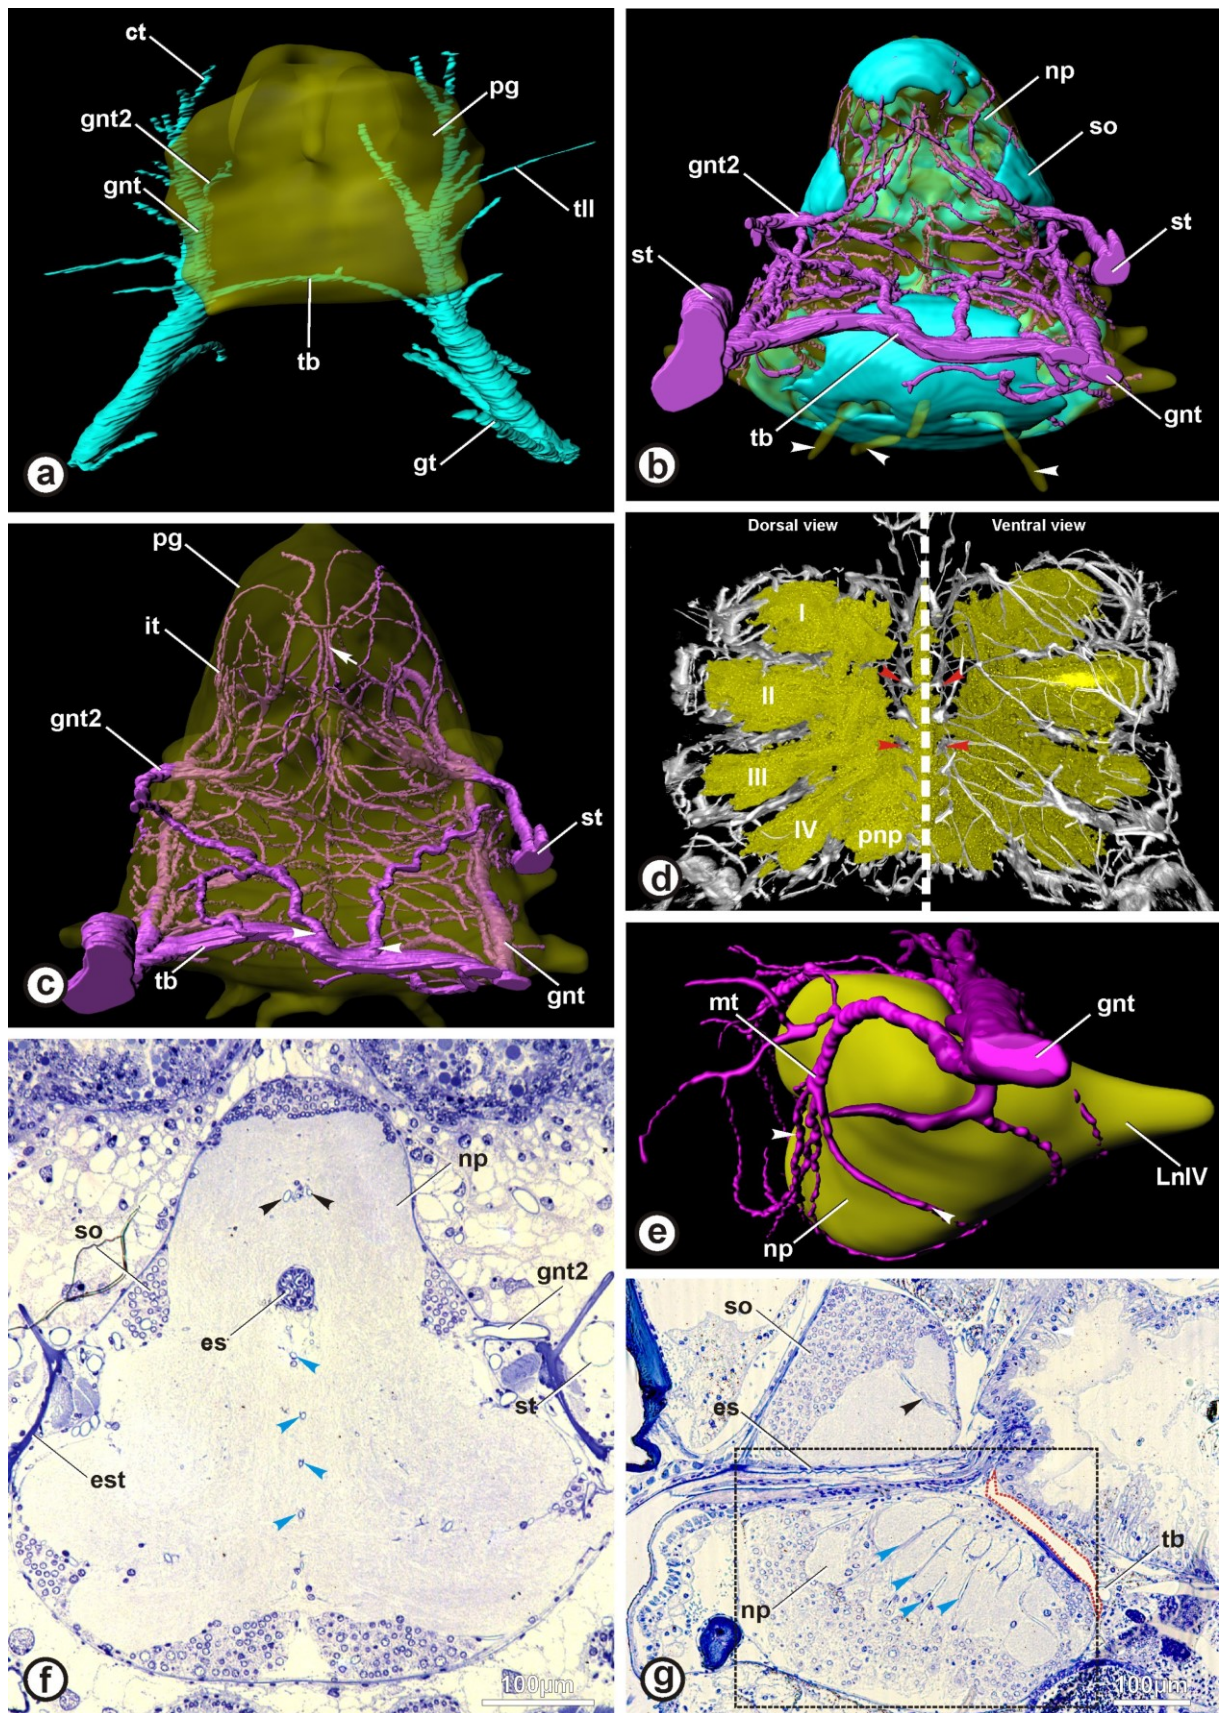 ct
gnt2
gnt
pg
tll
tb
gt
a
np
so
gnt2
st
st
tb
gnt
b
pg
it
gnt2
st
tb
gnt
c
Dorsal view
Ventral view
I
II
III
IV
pnp
d
mt
gnt
np
LnIV
e
np
so
gnt2
es
st
est
f
100µm
so
es
tb
np
g
100µm